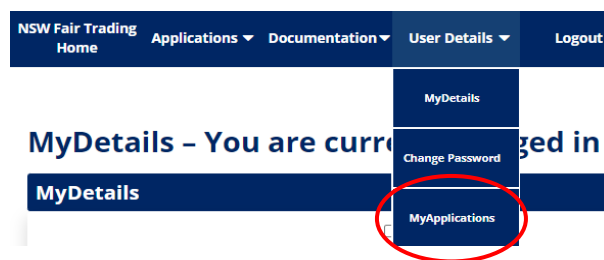 NSW Fair Trading
Home
Applications ▼
Documentation ▼
User Details ▼
Logout
MyDetails
Change Password
MyApplications
MyDetails – You are curre
ged in
MyDetails